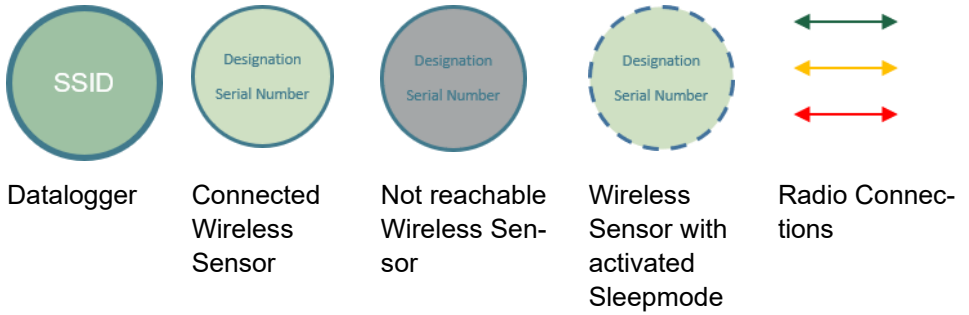 SSID
Designation
Serial Number
Designation
Serial Number
Designation
Serial Number
Datalogger
Connected
Wireless
Sensor
Not reachable
Wireless Sen-
sor
Wireless
Sensor with
activated
Sleepmode
Radio Connec-
tions